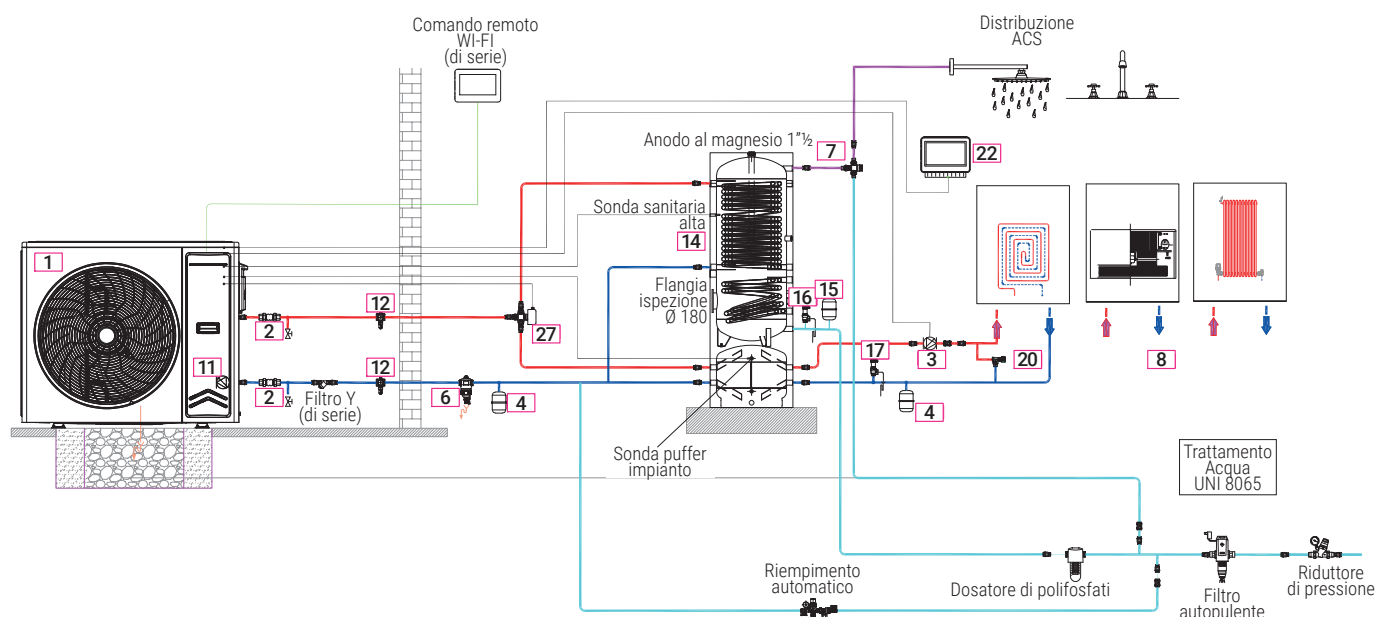 Comando remoto
WI-FI
(di serie)
Distribuzione
ACS
Anodo al magnesio 1"½
7
22
Sonda sanitaria
alta
14
1
12
2
27
Flangia
ispezione
Ø 180
16
15
11
12
2
Filtro Y
(di serie)
6
4
17
3
20
8
4
Sonda puffer
impianto
Trattamento
Acqua
UNI 8065
Riempimento
automatico
Dosatore di polifosfati
Filtro
autopulente
Riduttore
di pressione